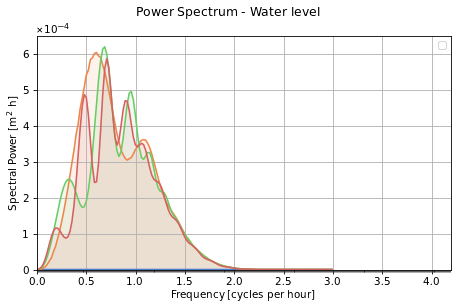 Power Spectrum - Water level
×10⁻⁴
6
5
4
3
2
1
0
Spectral Power [m² h]
0.0 0.5 1.0 1.5 2.0 2.5 3.0 3.5 4.0
Frequency [cycles per hour]